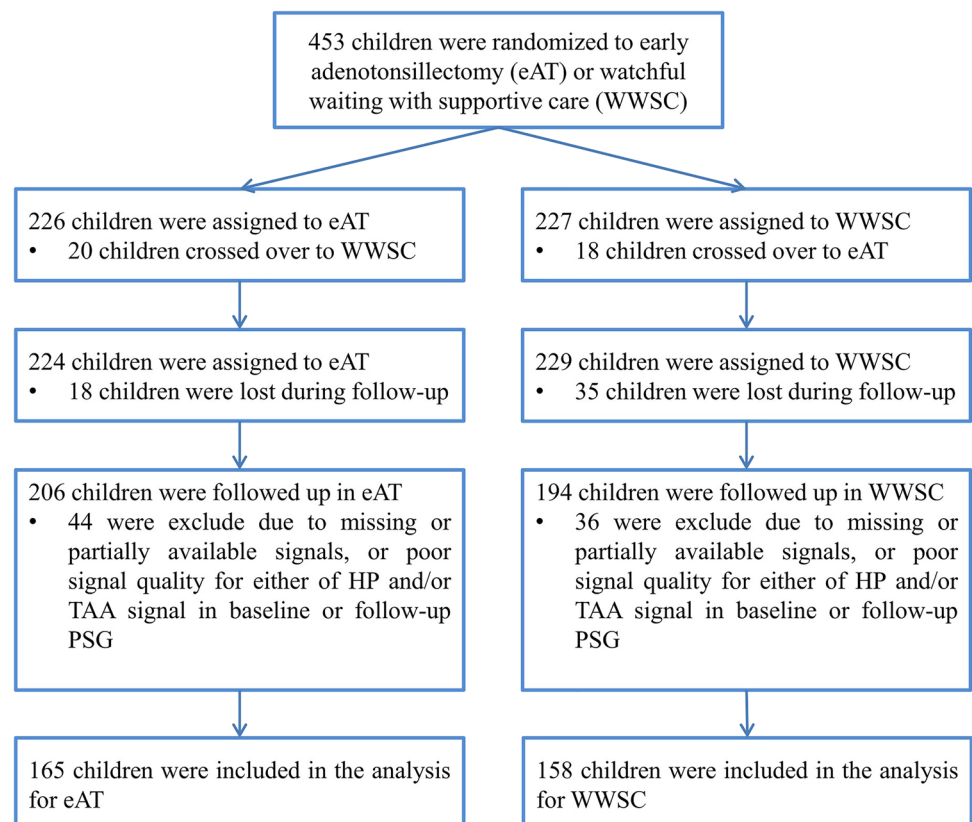 453 children were randomized to early
adenotonsillectomy (eAT) or watchful
waiting with supportive care (WWSC)
226 children were assigned to eAT
• 20 children crossed over to WWSC
227 children were assigned to WWSC
• 18 children crossed over to eAT
224 children were assigned to eAT
• 18 children were lost during follow-up
229 children were assigned to WWSC
• 35 children were lost during follow-up
206 children were followed up in eAT
• 44 were exclude due to missing or
partially available signals, or poor
signal quality for either of HP and/or
TAA signal in baseline or follow-up
PSG
194 children were followed up in WWSC
• 36 were exclude due to missing or
partially available signals, or poor
signal quality for either of HP and/or
TAA signal in baseline or follow-up
PSG
165 children were included in the analysis
for eAT
158 children were included in the analysis
for WWSC